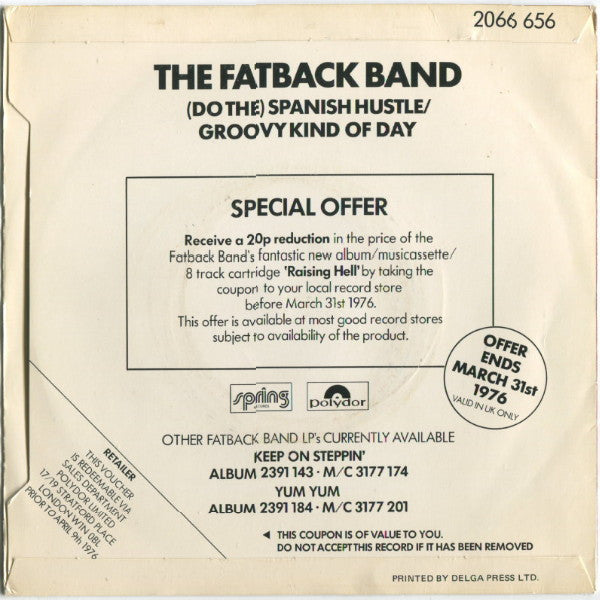 2066 656
THE FATBACK BAND
(DO THE) SPANISH HUSTLE/
GROOVY KIND OF DAY
SPECIAL OFFER
Receive a 20p reduction in the price of the
Fatback Band's fantastic new album/musicassette/
8 track cartridge 'Raising Hell' by taking the
coupon to your local record store
before March 31st 1976.
This offer is available at most good record stores
subject to availability of the product.
OFFER
ENDS
MARCH 31st
1976
VALID IN UK ONLY
spring
polydor
OTHER FATBACK BAND LP's CURRENTLY AVAILABLE
KEEP ON STEPPIN'
ALBUM 2391 143 · M/C 3177 174
YUM YUM
ALBUM 2391 184 · M/C 3177 201
RETAILER
THIS VOUCHER
IS REDEEMABLE VIA
SALES DEPARTMENT
POLYDOR LIMITED
17/19 STRATFORD PLACE
LONDON W1N 0BL
PRIOR TO APRIL 9th 1976
◄ THIS COUPON IS OF VALUE TO YOU.
DO NOT ACCEPT THIS RECORD IF IT HAS BEEN REMOVED
PRINTED BY DELGA PRESS LTD.